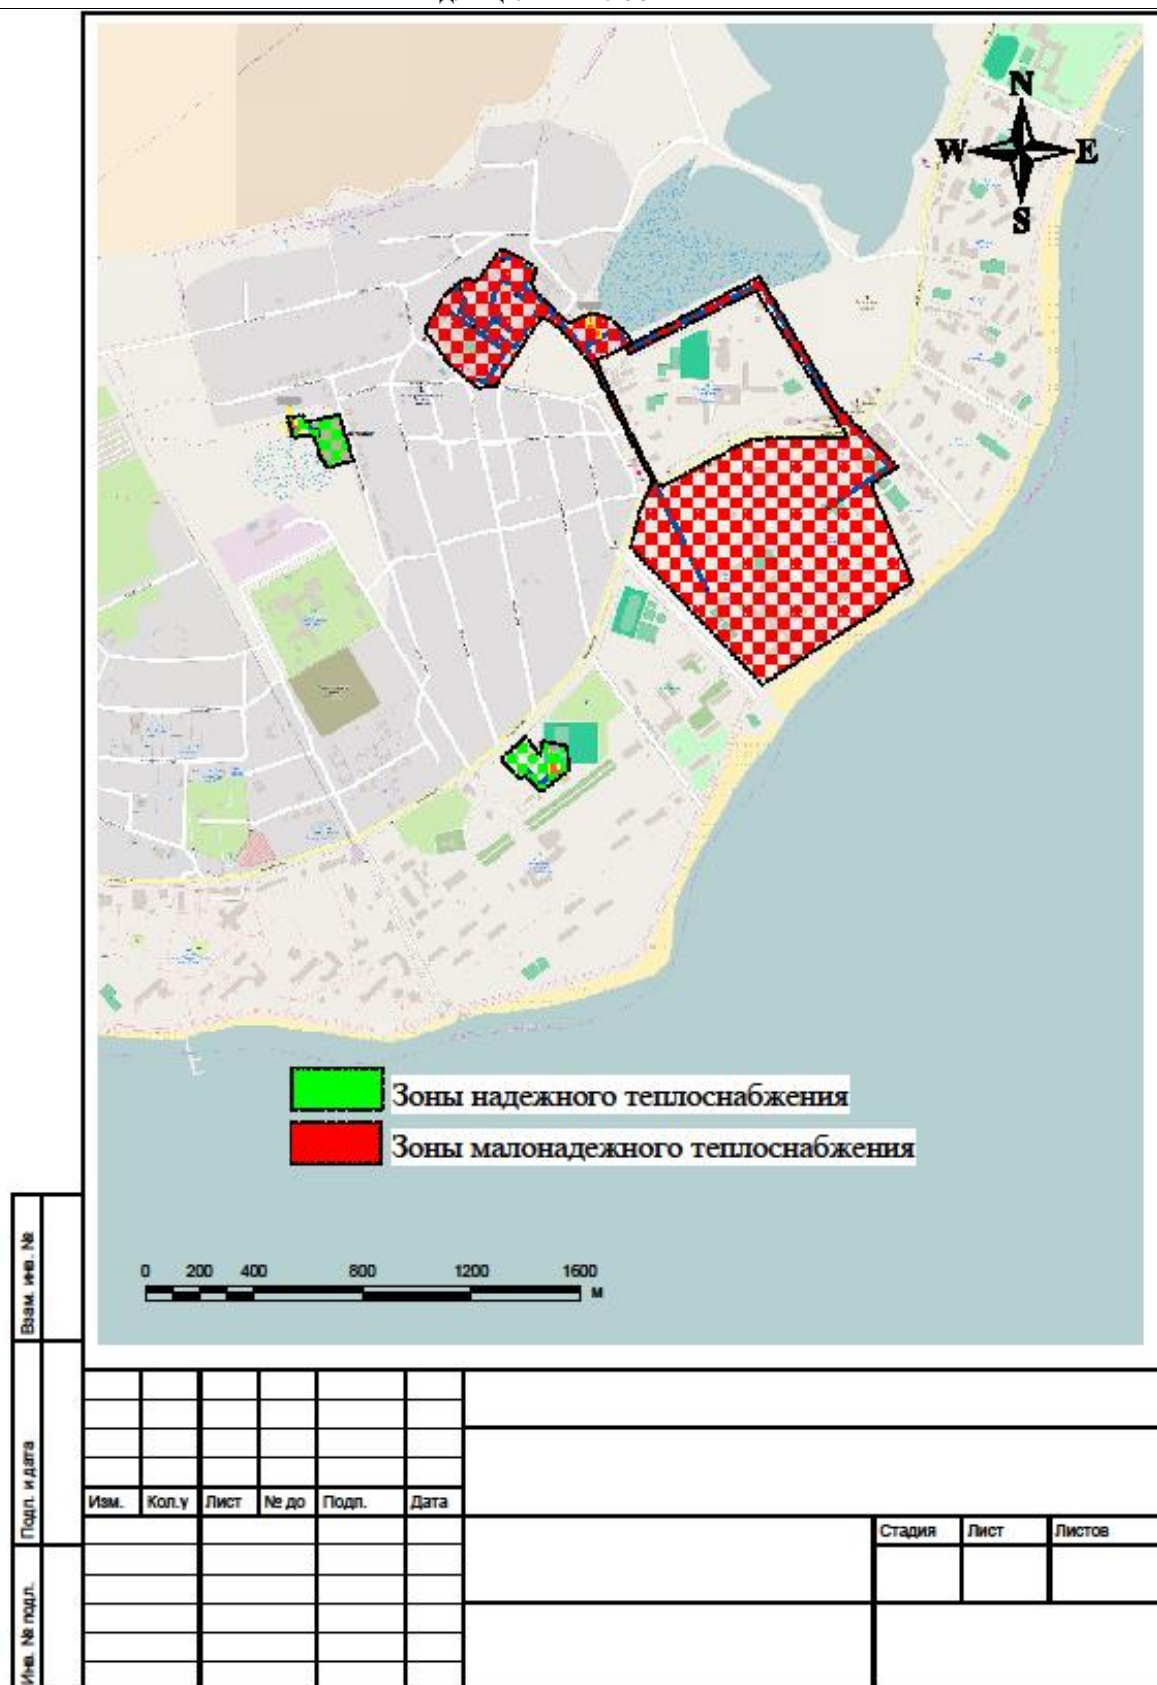 N
W E
S
Зоны надежного теплоснабжения
Зоны малонадежного теплоснабжения
0 200 400 800 1200 1600
м
Взам. инв. №
Подп. и дата
Инв. № подл.
Изм. Кол.у Лист № до Подп. Дата
Стадия Лист Листов